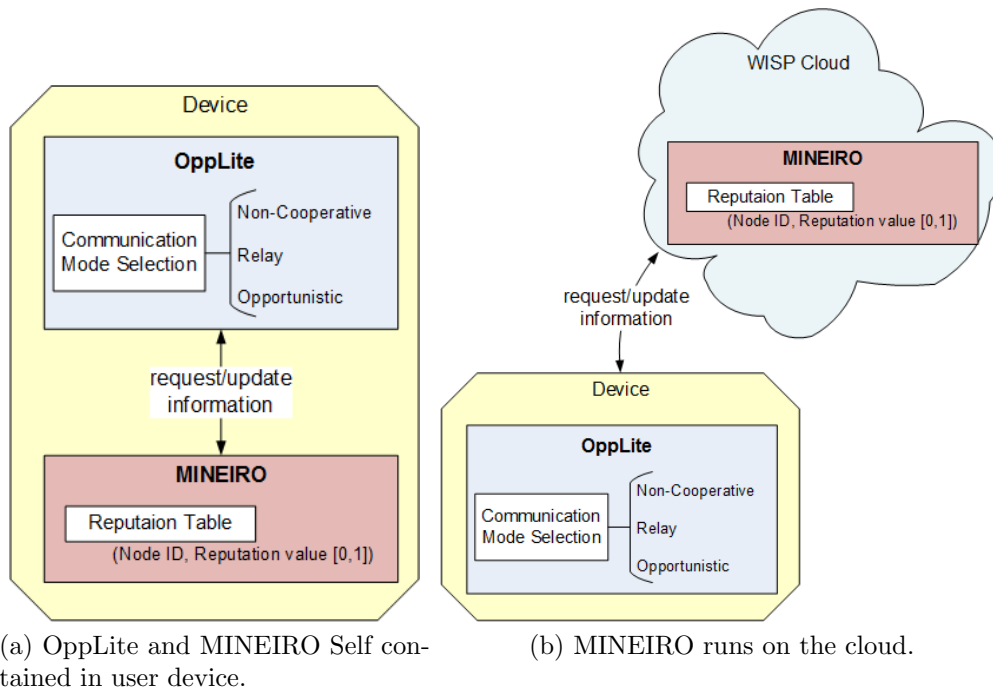 Device
OppLite
Communication
Mode Selection
Non-Cooperative
Relay
Opportunistic
request/update
information
MINEIRO
Reputaion Table
(Node ID, Reputation value [0,1])
(a) OppLite and MINEIRO Self con-
tained in user device.
WISP Cloud
MINEIRO
Reputaion Table
(Node ID, Reputation value [0,1])
request/update
information
Device
OppLite
Communication
Mode Selection
Non-Cooperative
Relay
Opportunistic
(b) MINEIRO runs on the cloud.